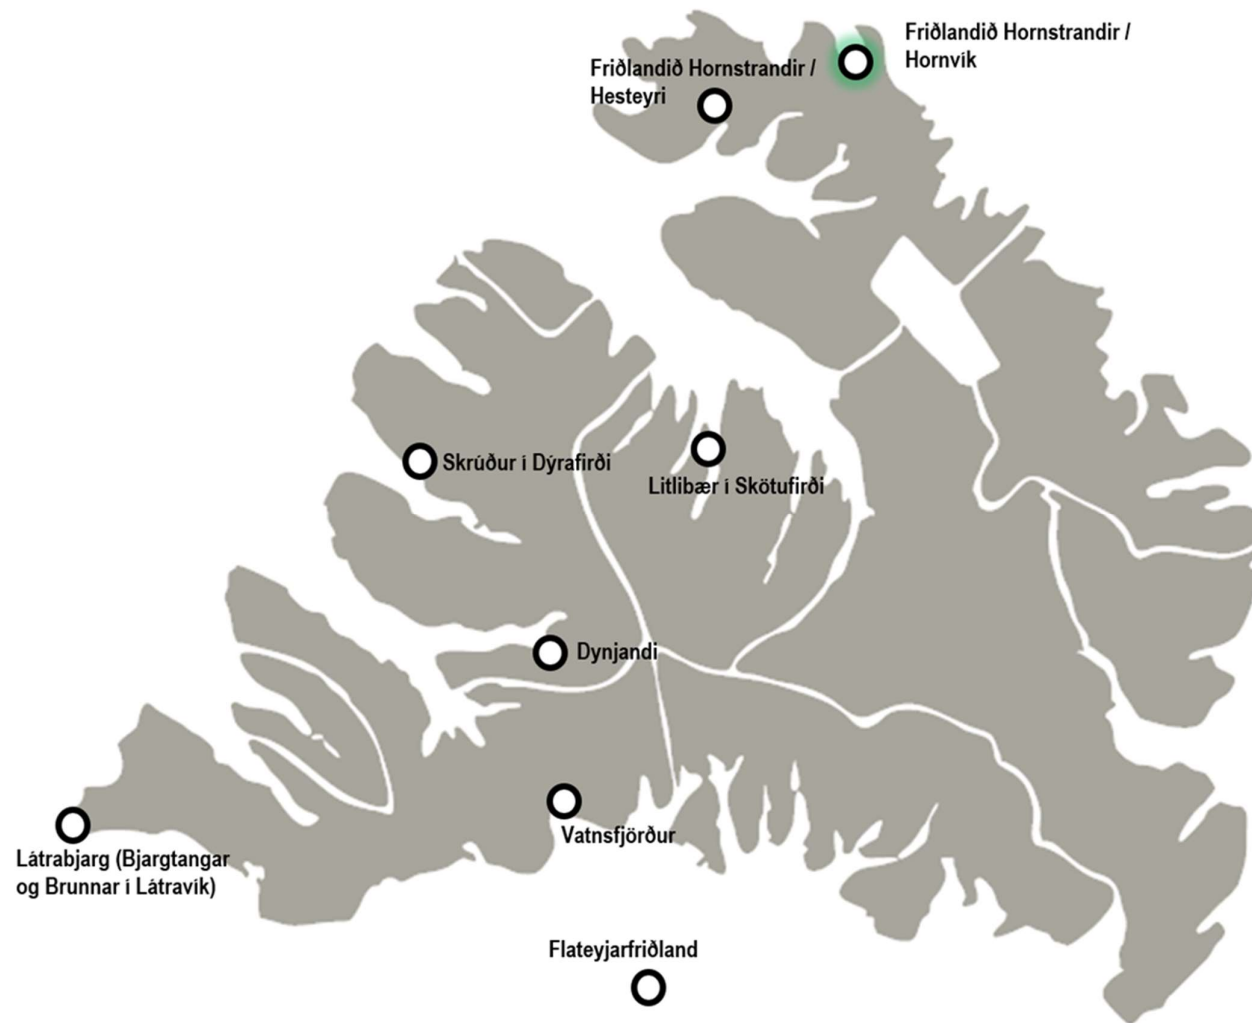 Friðlandið Hornstrandir /
Hornvík
Friðlandið Hornstrandir /
Hesteyri
Skrúður í Dýrafirði
Litlibær í Skötufirði
Dynjandi
Vatnsfjörður
Látrabjarg (Bjargtangar
og Brunnar í Látravík)
Flateyjarfriðland